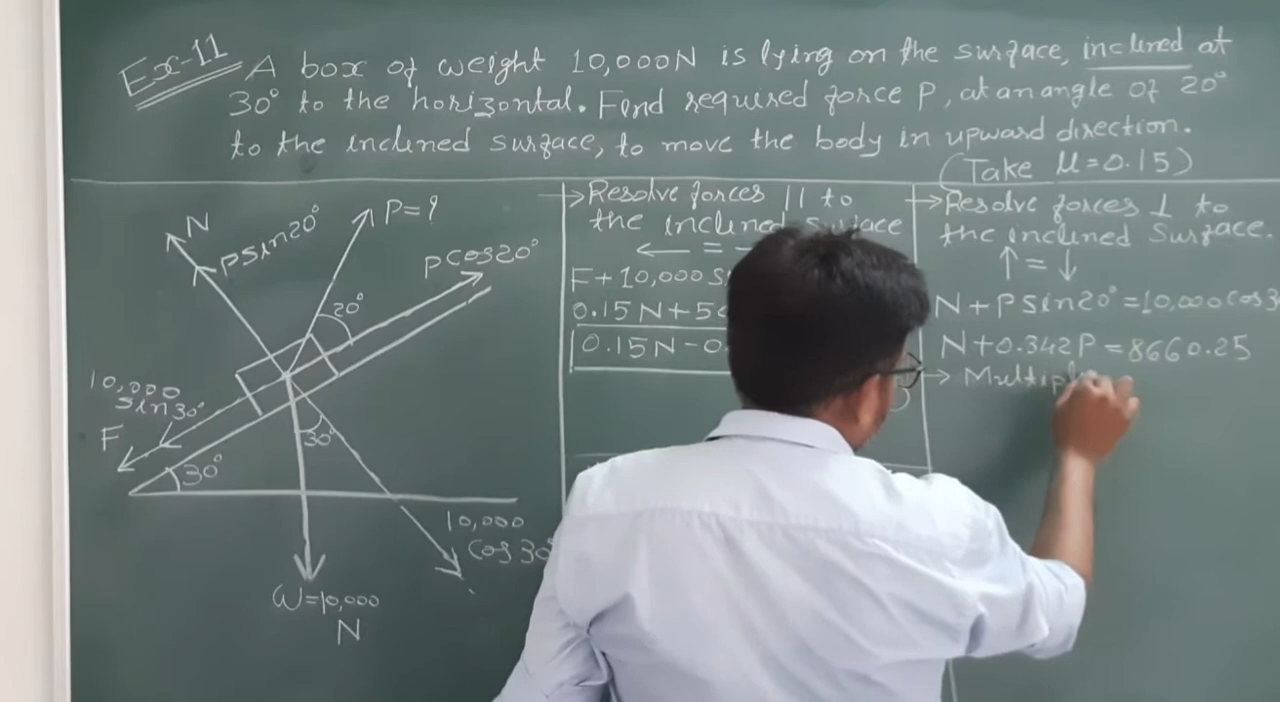 Ex-11 A box of weight 10,000N is lying on the surface, inclined at
30° to the horizontal. Find required force P, at an angle of 20°
to the inclined surface, to move the body in upward direction.
(Take μ=0.15)
N
PSin20°
P=?
PCos20°
20°
10,000
Sin30°
F
30°
30°
10,000
Cos30
W=10,000
N
→ Resolve forces || to
the inclined surface
← =
F+10,000 S
0.15N+5
0.15N-0
→ Resolve forces ⊥ to
the inclined Surface.
↑=↓
N+PSin20°=10,000Cos3
N+0.342P=8660.25
→ Multipl